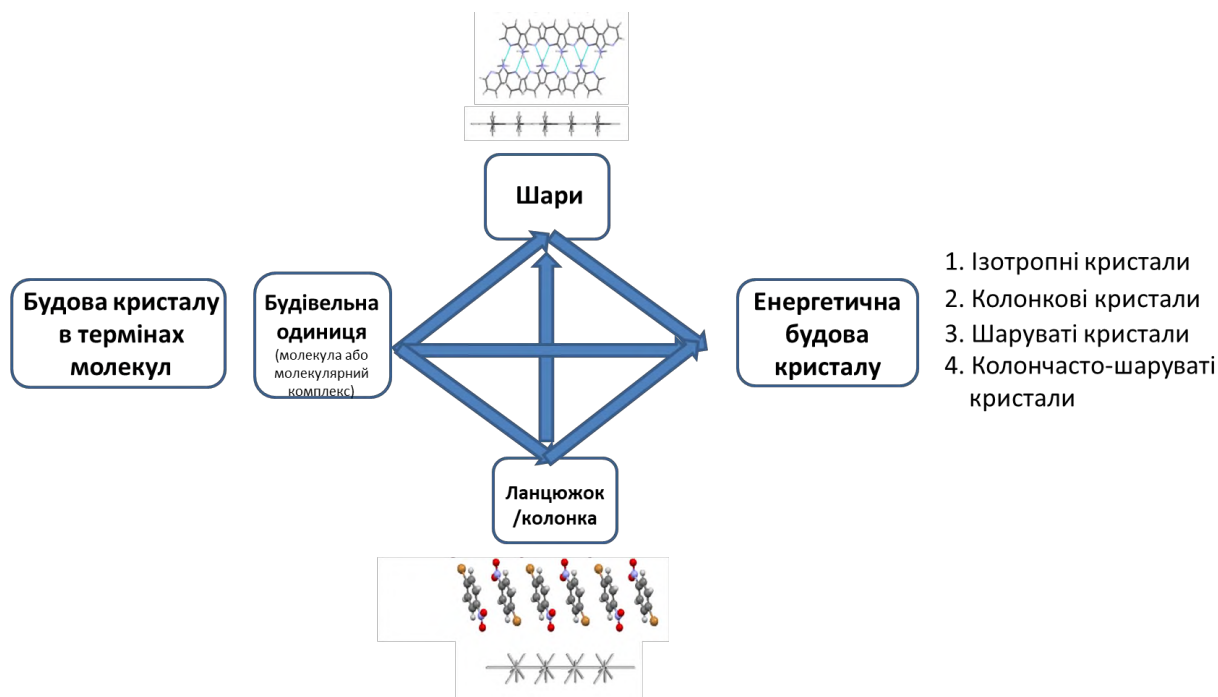 Шари
Будова кристалу
в термінах
молекул
Будівельна
одиниця
(молекула або
молекулярний
комплекс)
Енергетична
будова
кристалу
1. Ізотропні кристали
2. Колонкові кристали
3. Шаруваті кристали
4. Колончасто-шаруваті
кристали
Ланцюжок
/колонка